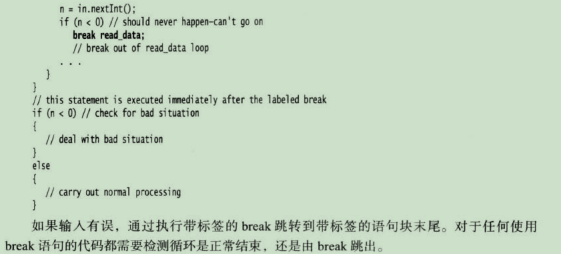 n = in.nextInt();
if (n < 0) // should never happen-can't go on
break read_data;
// break out of read_data loop
. . .
}
}
// this statement is executed immediately after the labeled break
if (n < 0) // check for bad situation
{
// deal with bad situation
}
else
{
// carry out normal processing
}
如果输入有误，通过执行带标签的 break 跳转到带标签的语句块末尾。对于任何使用
break 语句的代码都需要检测循环是正常结束，还是由 break 跳出。